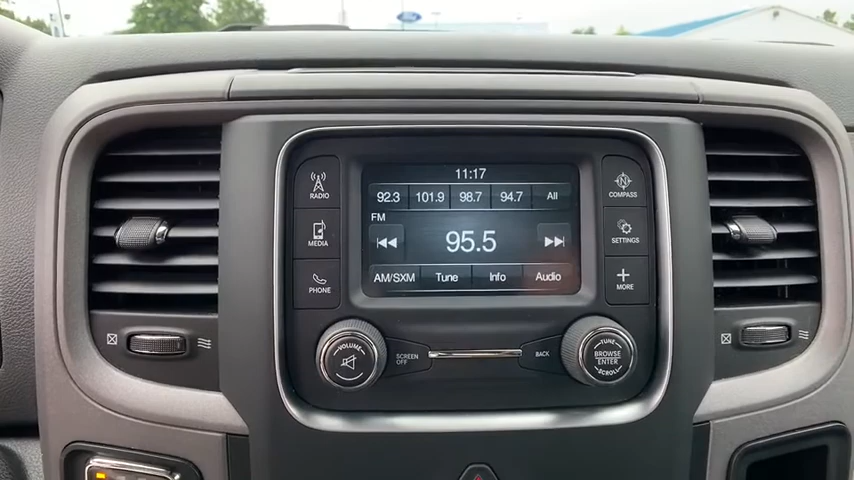 Ford
11:17
92.3 101.9 98.7 94.7 All
FM
95.5
AM/SXM Tune Info Audio
RADIO
MEDIA
PHONE
COMPASS
SETTINGS
MORE
VOLUME
SCREEN OFF
BACK
TUNE
BROWSE
ENTER
SCROLL